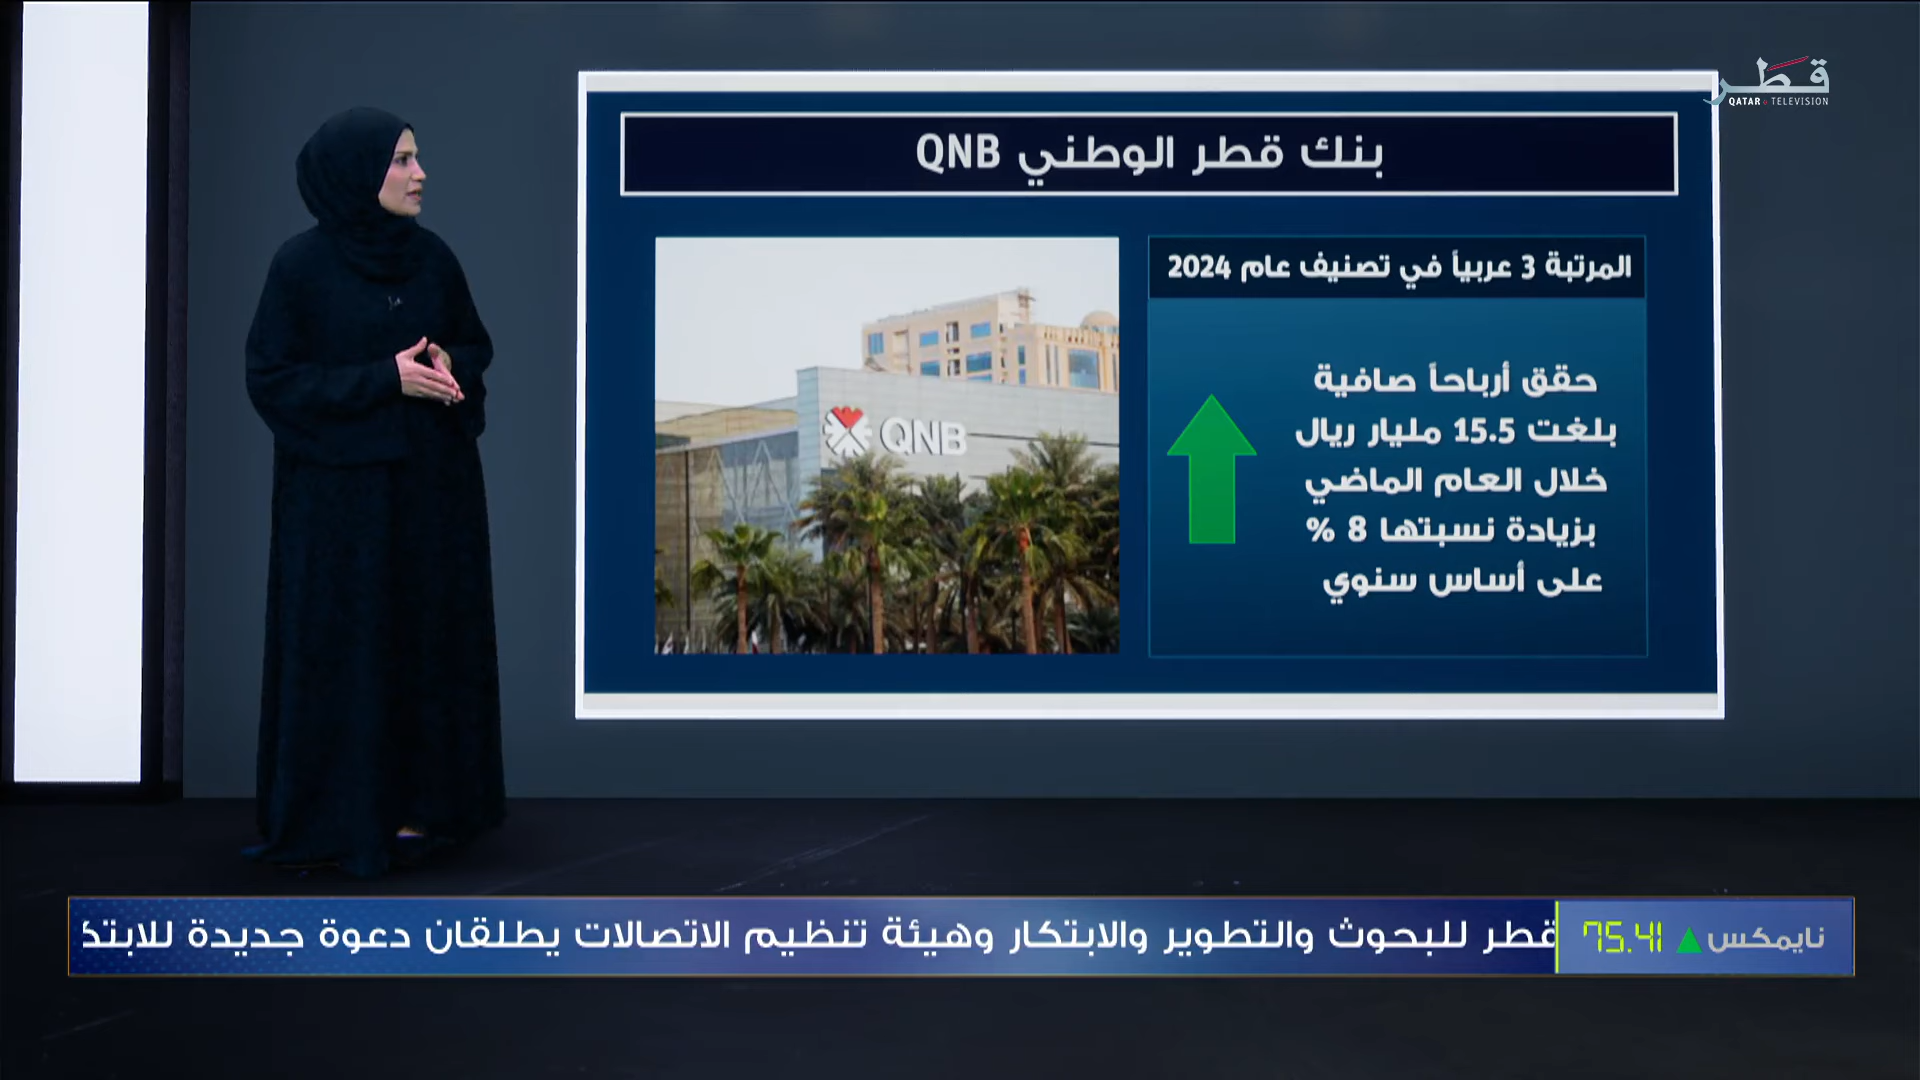 قطر
QATAR TELEVISION
بنك قطر الوطني QNB
المرتبة 3 عربياً في تصنيف عام 2024
حقق أرباحاً صافية
بلغت 15.5 مليار ريال
خلال العام الماضي
بزيادة نسبتها 8 %
على أساس سنوي
QNB
نايمكس 75.41
قطر للبحوث والتطوير والابتكار وهيئة تنظيم الاتصالات يطلقان دعوة جديدة للابتك